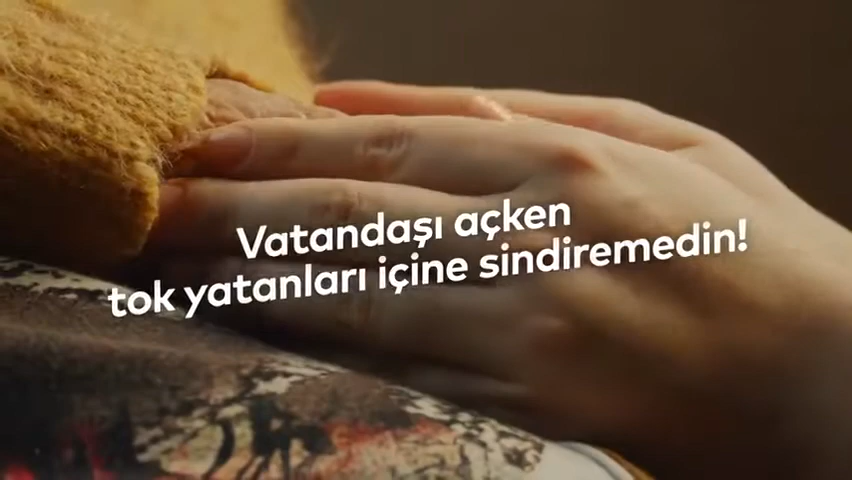 Vatandaşı açken
tok yatanları içine sindiremedin!